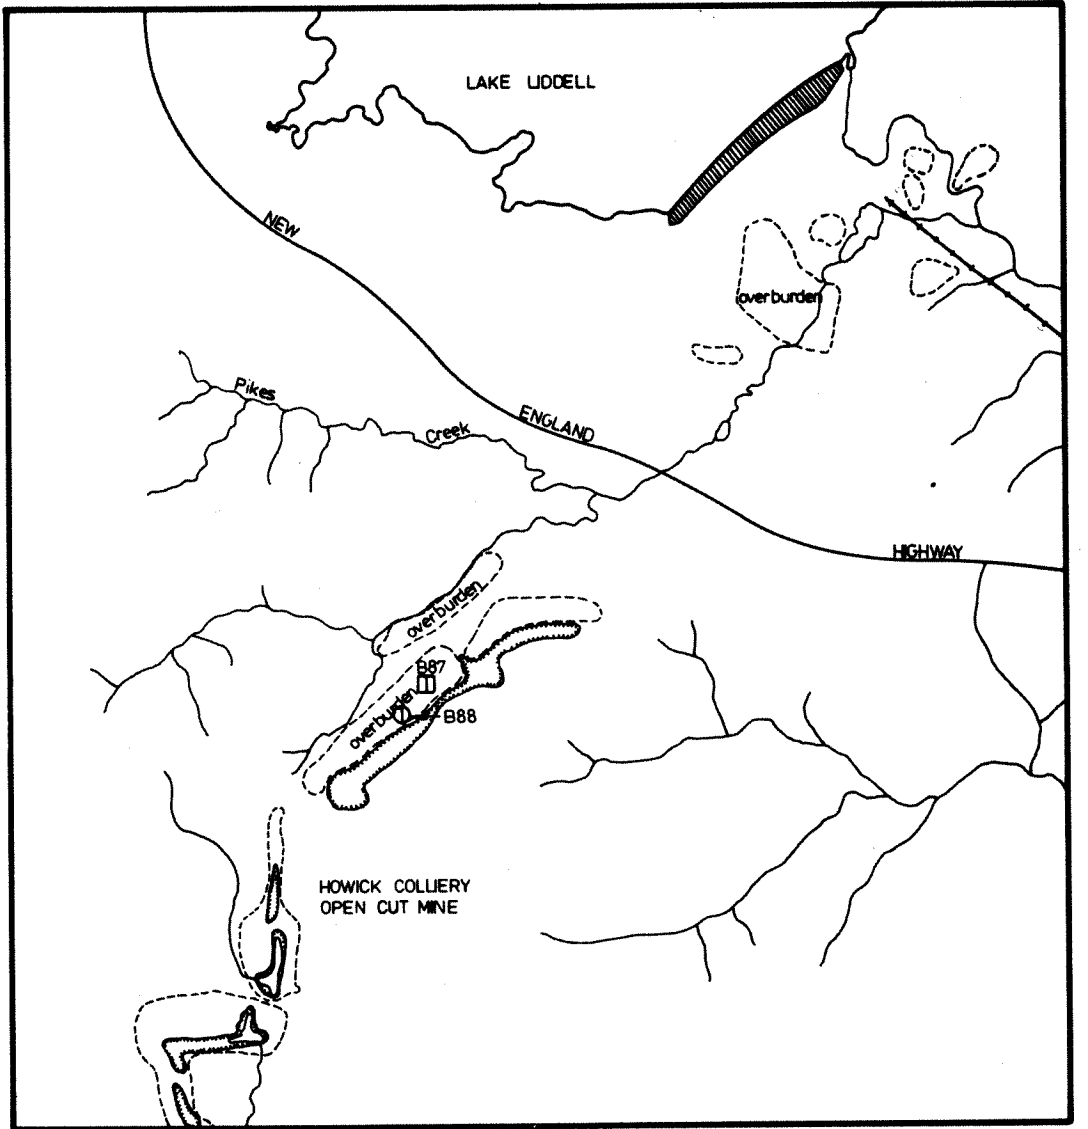 LAKE LIDDELL
NEW
overburden
Pikes
Creek
ENGLAND
HIGHWAY
overburden
B87
overburden
B88
HOWICK COLLIERY
OPEN CUT MINE